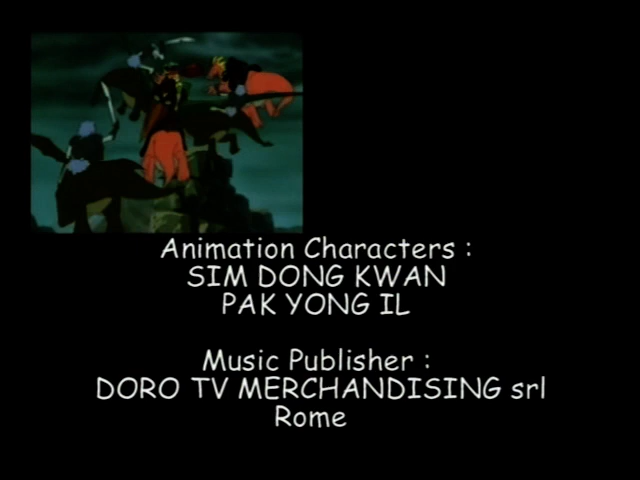 Animation Characters :
SIM DONG KWAN
PAK YONG IL
Music Publisher :
DORO TV MERCHANDISING srl
Rome